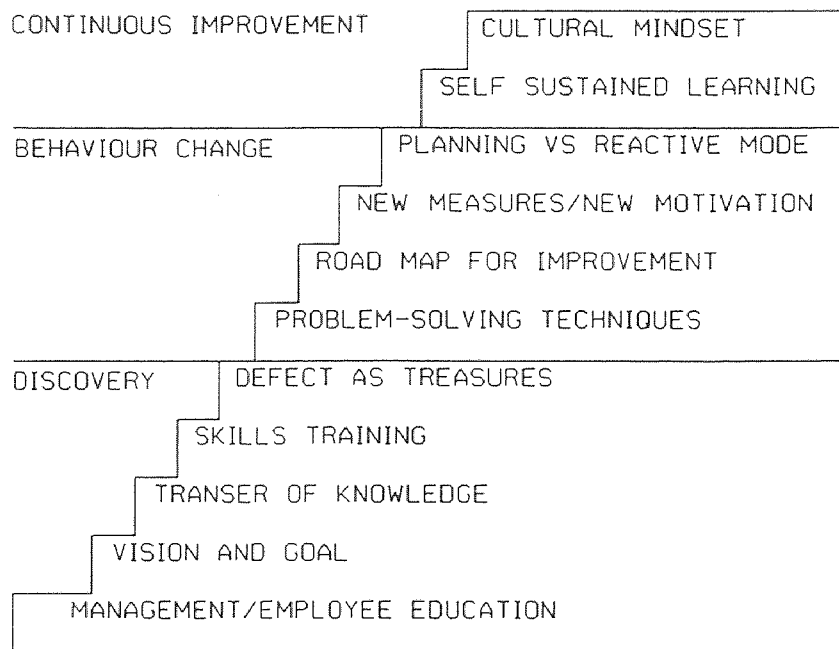 CONTINUOUS IMPROVEMENT
CULTURAL MINDSET
SELF SUSTAINED LEARNING
BEHAVIOUR CHANGE
PLANNING VS REACTIVE MODE
NEW MEASURES/NEW MOTIVATION
ROAD MAP FOR IMPROVEMENT
PROBLEM-SOLVING TECHNIQUES
DISCOVERY
DEFECT AS TREASURES
SKILLS TRAINING
TRANSER OF KNOWLEDGE
VISION AND GOAL
MANAGEMENT/EMPLOYEE EDUCATION